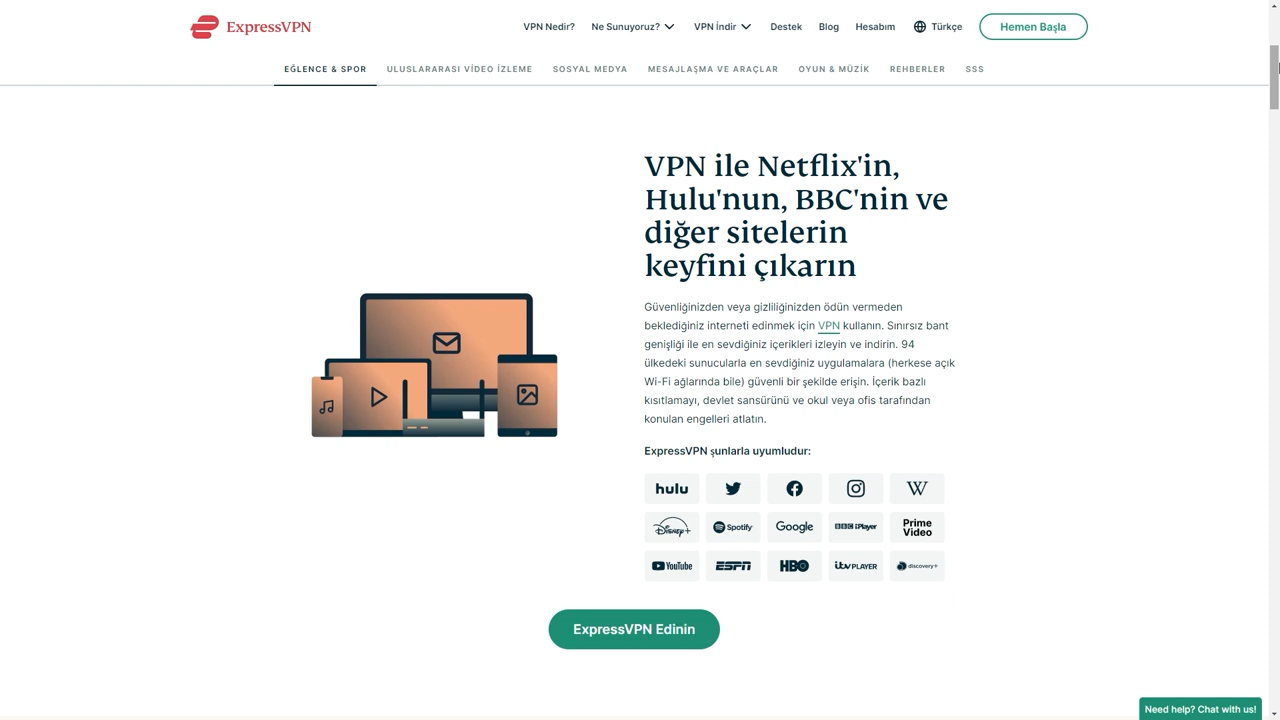 ExpressVPN
VPN Nedir?
Ne Sunuyoruz?
VPN İndir
Destek
Blog
Hesabım
Türkçe
Hemen Başla
EĞLENCE & SPOR
ULUSLARARASI VİDEO İZLEME
SOSYAL MEDYA
MESAJLAŞMA VE ARAÇLAR
OYUN & MÜZİK
REHBERLER
SSS
VPN ile Netflix'in,
Hulu'nun, BBC'nin ve
diğer sitelerin
keyfini çıkarın
Güvenliğinizden veya gizliliğinizden ödün vermeden
beklediğiniz interneti edinmek için VPN kullanın. Sınırsız bant
genişliği ile en sevdiğiniz içerikleri izleyin ve indirin. 94
ülkedeki sunucularla en sevdiğiniz uygulamalara (herkese açık
Wi-Fi ağlarında bile) güvenli bir şekilde erişin. İçerik bazlı
kısıtlamayı, devlet sansürünü ve okul veya ofis tarafından
konulan engelleri atlatın.
ExpressVPN şunlarla uyumludur:
hulu
W
Disney+
Spotify
Google
BBC iPlayer
Prime
Video
YouTube
ESPN
HBO
itv PLAYER
discovery+
ExpressVPN Edinin
Need help? Chat with us!